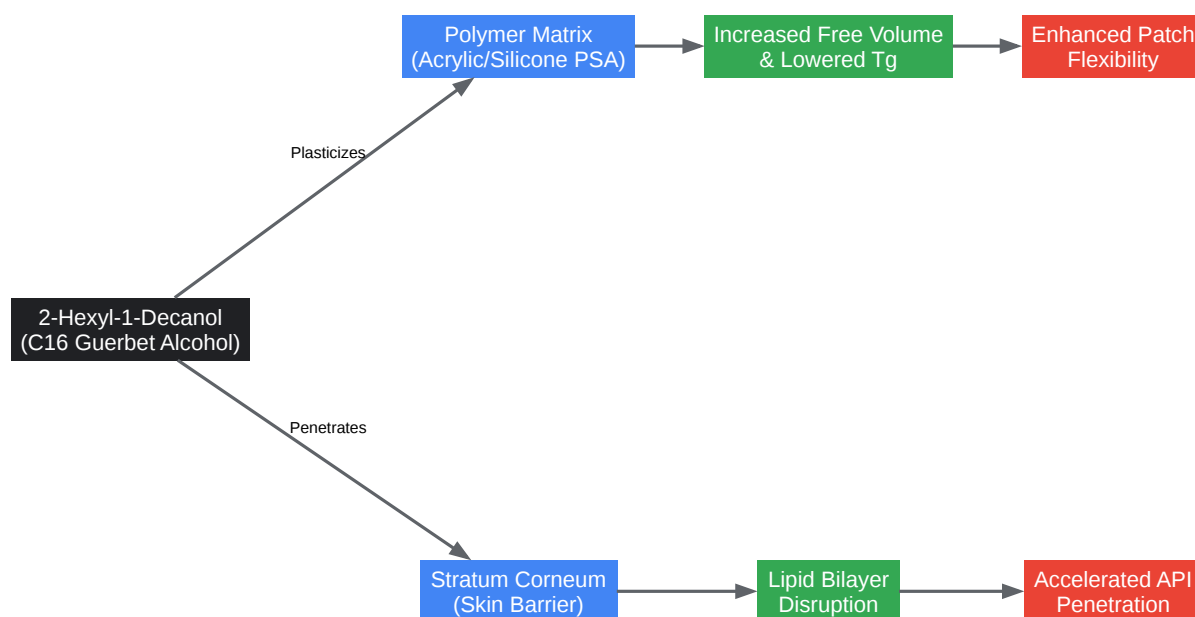 Polymer Matrix
(Acrylic/Silicone PSA)
Increased Free Volume
& Lowered Tg
Enhanced Patch
Flexibility
Plasticizes
2-Hexyl-1-Decanol
(C16 Guerbet Alcohol)
Penetrates
Stratum Corneum
(Skin Barrier)
Lipid Bilayer
Disruption
Accelerated API
Penetration